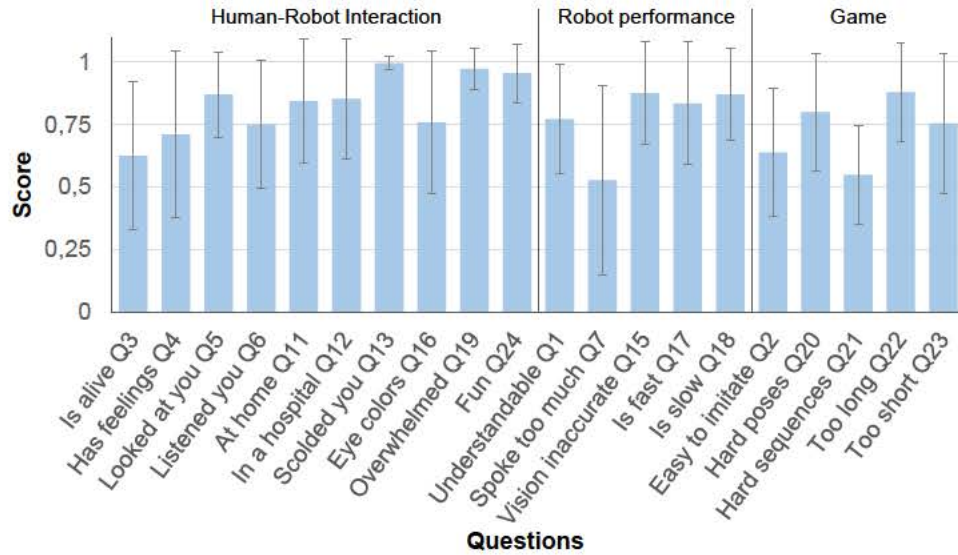 Human-Robot Interaction
Robot performance
Game
Score
1
0,75
0,5
0,25
0
Is alive Q3
Has feelings Q4
Looked at you Q5
Listened you Q6
At home Q11
In a hospital Q12
Scolded you Q13
Eye colors Q16
Overwhelmed Q19
Fun Q24
Understandable Q1
Spoke too much Q7
Vision inaccurate Q15
Is fast Q17
Is slow Q18
Easy to imitate Q2
Hard poses Q20
Hard sequences Q21
Too long Q22
Too short Q23
Questions